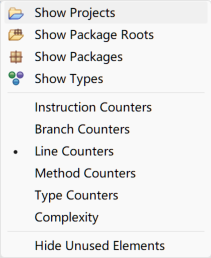 Show Projects
Show Package Roots
Show Packages
Show Types
Instruction Counters
Branch Counters
Line Counters
Method Counters
Type Counters
Complexity
Hide Unused Elements